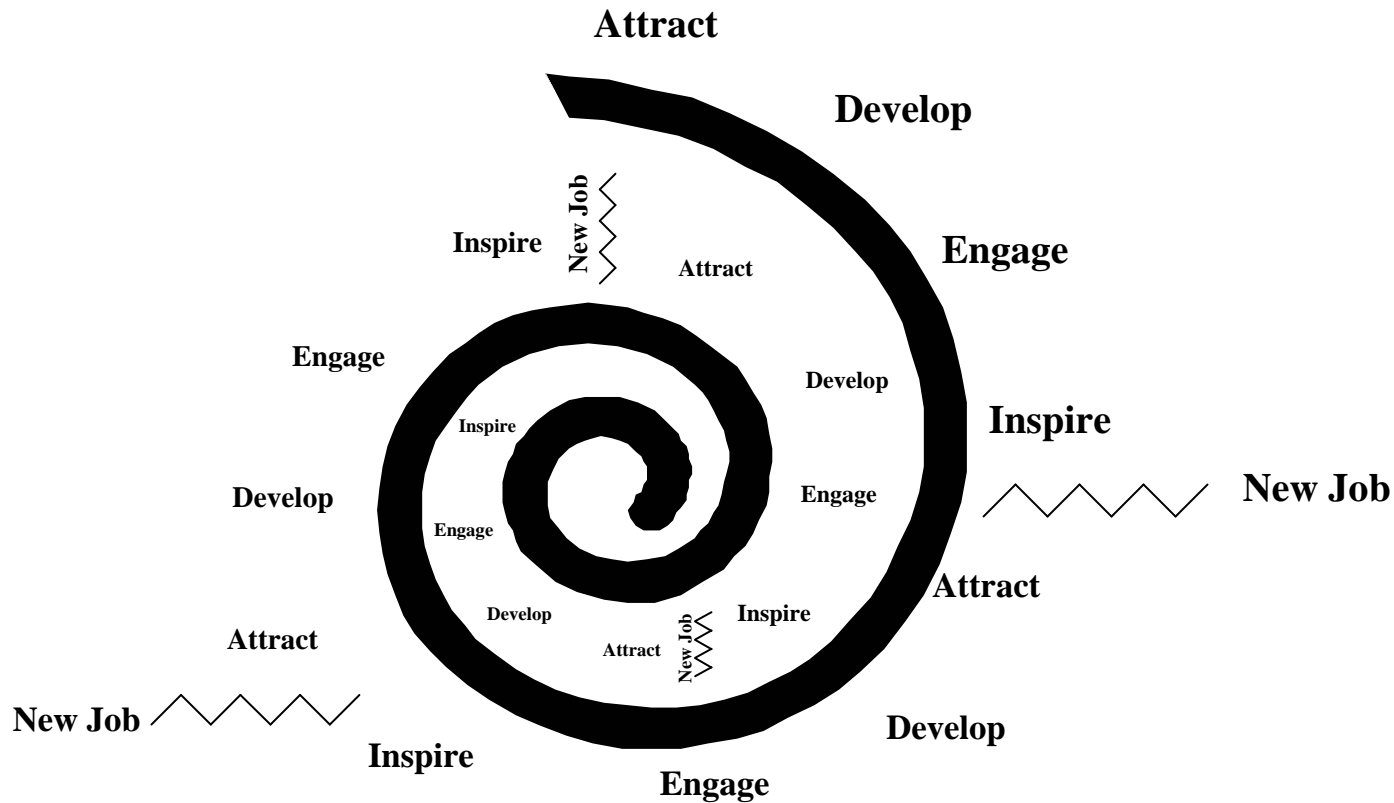 Attract
Develop
Engage
Inspire
New Job
Attract
Develop
Engage
Inspire
New Job
Attract
Develop
Engage
Inspire
New Job
Attract
Develop
Engage
Inspire
New Job
Attract
Develop
Engage
Inspire